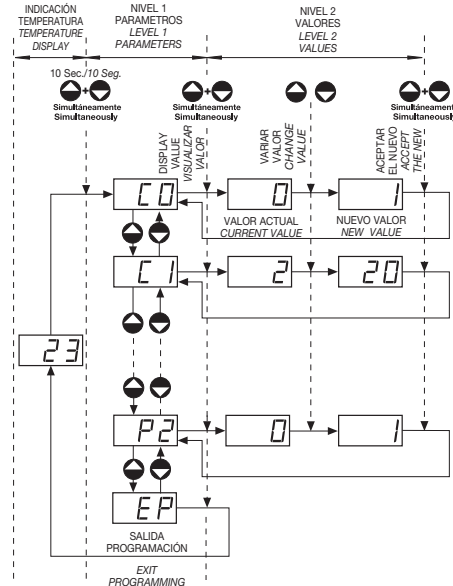 INDICACIÓN
TEMPERATURA
TEMPERATURE
DISPLAY
NIVEL 1
PARAMETROS
LEVEL 1
PARAMETERS
NIVEL 2
VALORES
LEVEL 2
VALUES
10 Sec./10 Seg.
Simultáneamente
Simultaneously
Simultáneamente
Simultaneously
Simultáneamente
Simultaneously
DISPLAY
VALUE
VISUALIZAR
VALOR
VARIAR
VALOR
CHANGE
VALUE
ACEPTAR
EL NUEVO
ACCEPT
THE NEW
C0
0
1
VALOR ACTUAL
CURRENT VALUE
NUEVO VALOR
NEW VALUE
C1
2
20
23
P2
0
1
EP
SALIDA
PROGRAMACIÓN
EXIT
PROGRAMMING